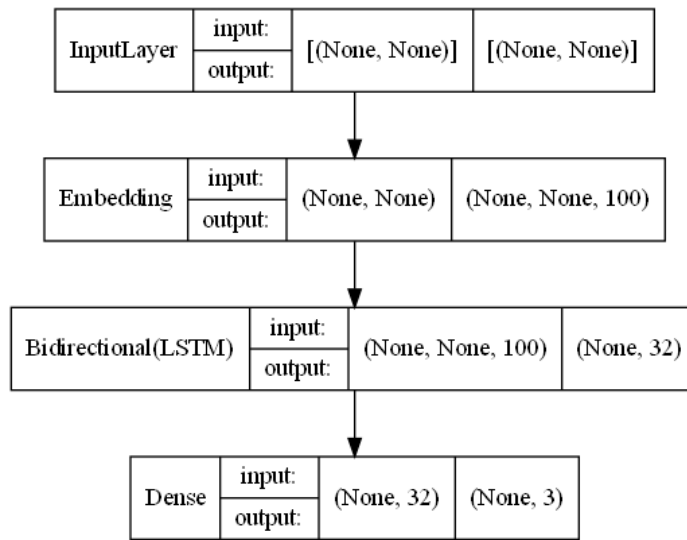 InputLayer
input:
output:
[(None, None)]
[(None, None)]
Embedding
input:
output:
(None, None)
(None, None, 100)
Bidirectional(LSTM)
input:
output:
(None, None, 100)
(None, 32)
Dense
input:
output:
(None, 32)
(None, 3)